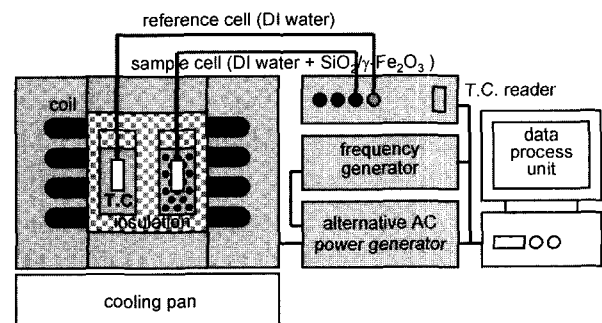 reference cell (DI water)
sample cell (DI water + SiO₂/γ-Fe₂O₃ )
coil
T.C. reader
T.C
insulation
frequency
generator
data
process
unit
alternative AC
power generator
cooling pan